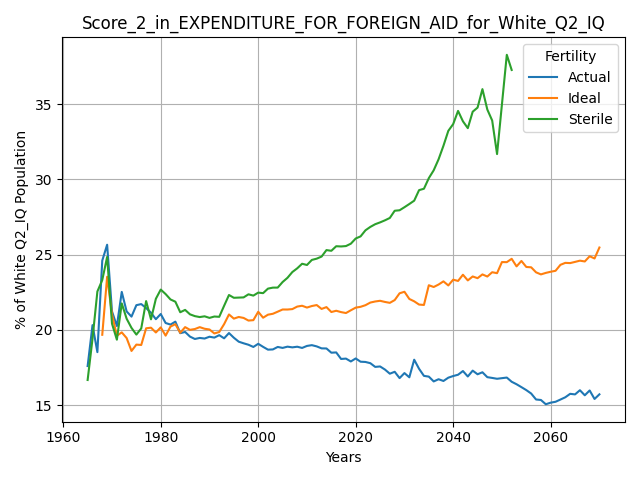 Score_2_in_EXPENDITURE_FOR_FOREIGN_AID_for_White_Q2_IQ
Fertility
Actual
Ideal
Sterile
% of White Q2_IQ Population
35
30
25
20
15
1960
1980
2000
2020
2040
2060
Years